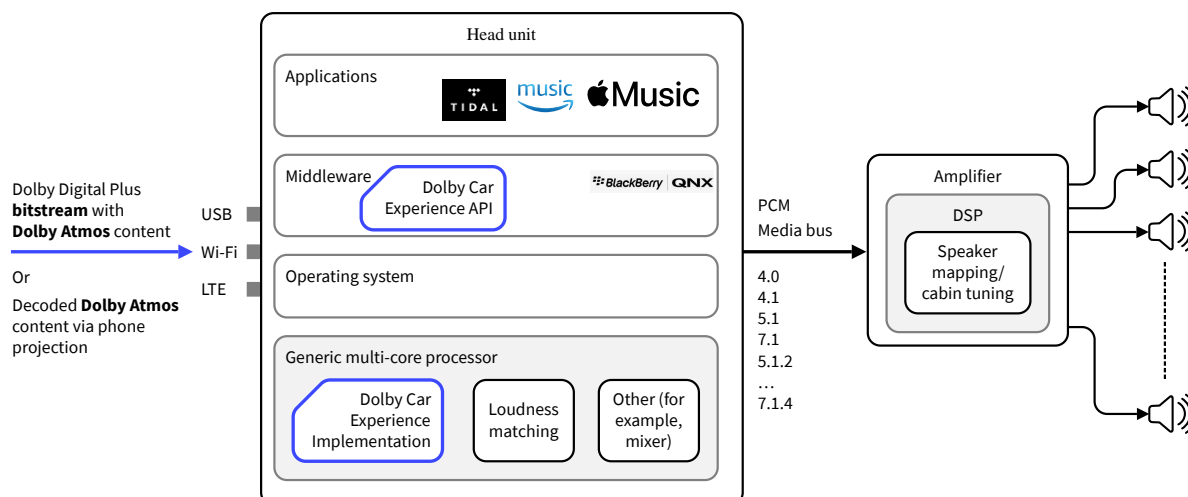 Head unit
Applications
TIDAL
music
Music
Middleware
Dolby Car
Experience API
BlackBerry QNX
Operating system
Generic multi-core processor
Dolby Car
Experience
Implementation
Loudness
matching
Other (for
example,
mixer)
Dolby Digital Plus
bitstream with
Dolby Atmos content
Or
Decoded Dolby Atmos
content via phone
projection
USB
Wi-Fi
LTE
PCM
Media bus
4.0
4.1
5.1
7.1
5.1.2
...
7.1.4
Amplifier
DSP
Speaker
mapping/
cabin tuning